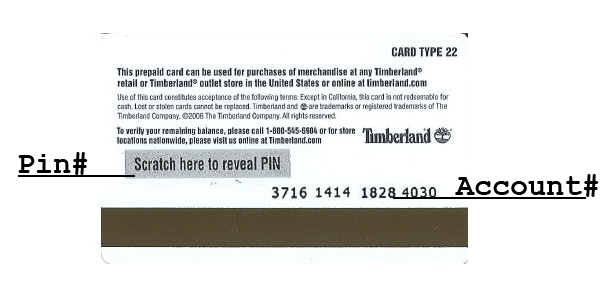 CARD TYPE 22
This prepaid card can be used for purchases of merchandise at any Timberland®
retail or Timberland® outlet store in the United States or online at timberland.com
Use of this card constitutes acceptance of the following terms: Except in California, this card is not redeemable for
cash. Lost or stolen cards cannot be replaced. Timberland and are trademarks or registered trademarks of The
Timberland Company. ©2006 The Timberland Company. All rights reserved.
To verify your remaining balance, please call 1-800-545-6904 or for store
locations nationwide, please visit us online at Timberland.com
Timberland ®
Pin#
Scratch here to reveal PIN
3716 1414 1828 4030
Account#